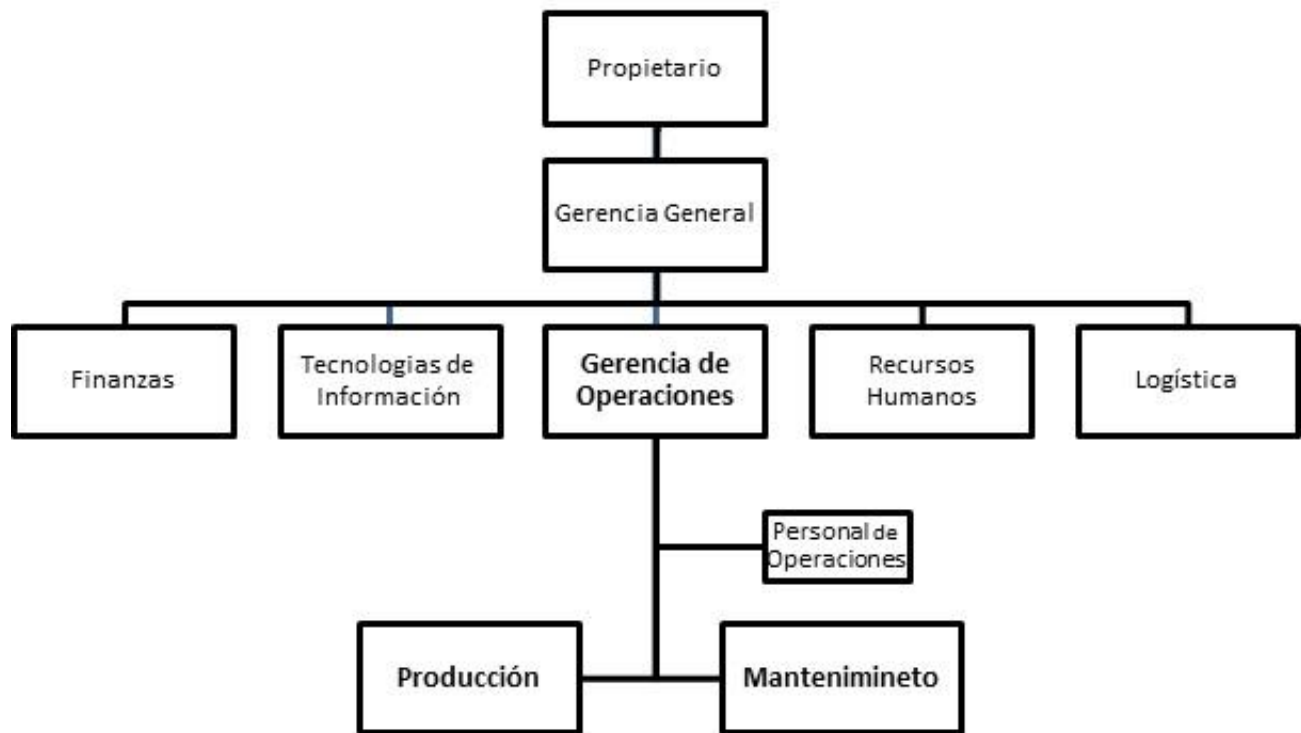 Propietario
Gerencia General
Finanzas
Tecnologias de
Información
Gerencia de
Operaciones
Recursos
Humanos
Logística
Personal de
Operaciones
Producción
Mantenimineto